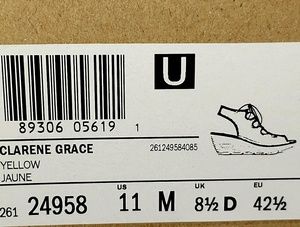 U
89306 05619 1
CLARENE GRACE 261249584085
YELLOW
JAUNE
US UK EU
261 24958 11 M 8½ D 42½